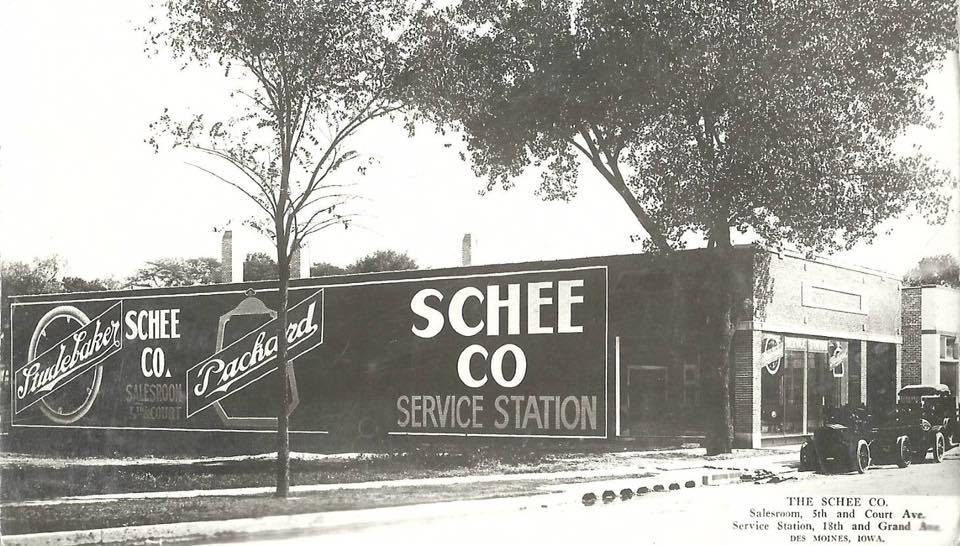 Studebaker
SCHEE
CO.
SALESROOM
5TH & COURT
Packard
SCHEE
CO
SERVICE STATION
THE SCHEE CO.
Salesroom, 5th and Court Ave.
Service Station, 18th and Grand Ave.
DES MOINES, IOWA.